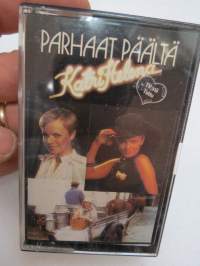 PARHAAT PÄÄLTÄ
Katri Helena